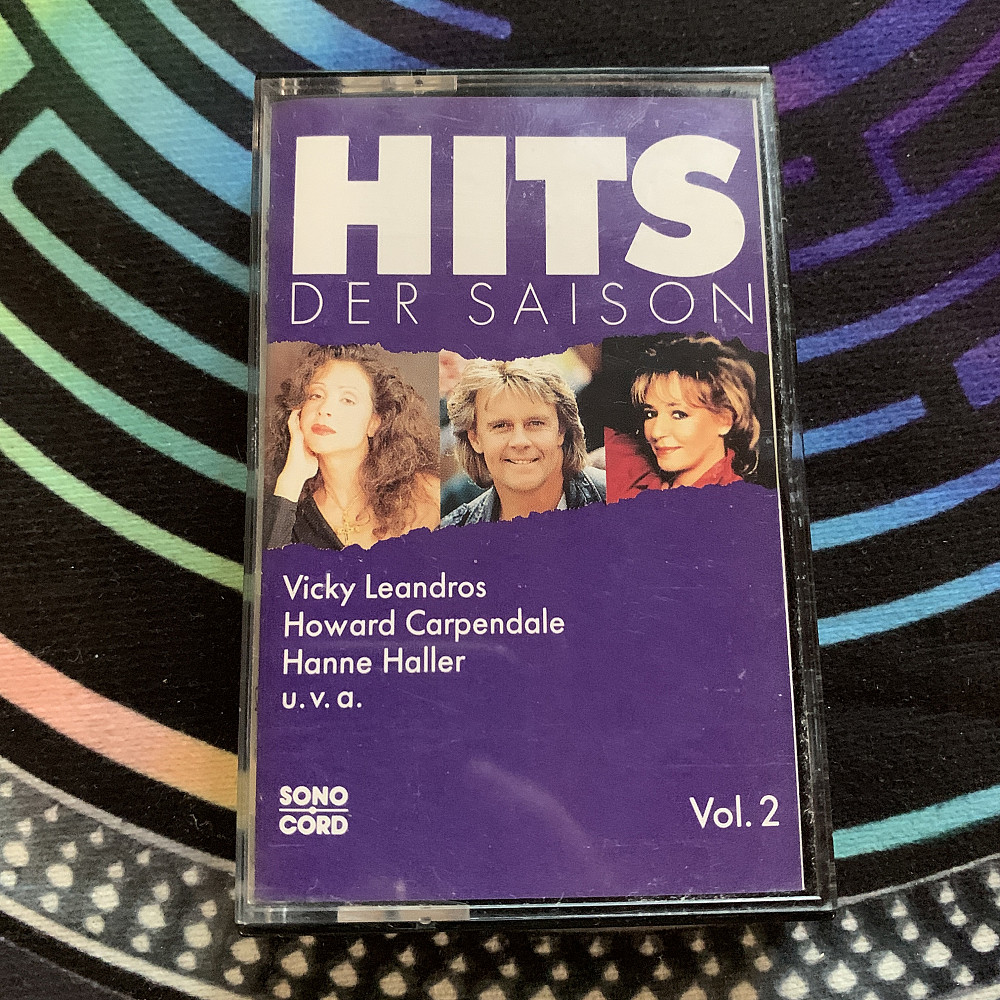 HITS
DER SAISON
Vicky Leandros
Howard Carpendale
Hanne Haller
u. v. a.
SONO
CORD
Vol. 2